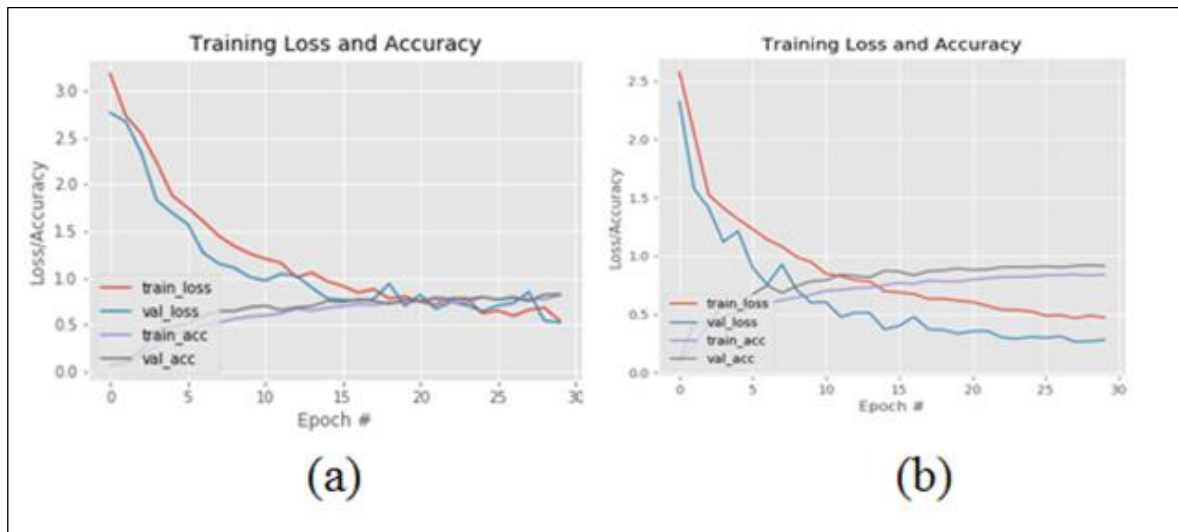 Training Loss and Accuracy
Loss/Accuracy
3.0
2.5
2.0
1.5
1.0
0.5
0.0
train_loss
val_loss
train_acc
val_acc
0 5 10 15 20 25 30
Epoch #
(a)
Training Loss and Accuracy
Loss/Accuracy
2.5
2.0
1.5
1.0
0.5
0.0
train_loss
val_loss
train_acc
val_acc
0 5 10 15 20 25 30
Epoch #
(b)